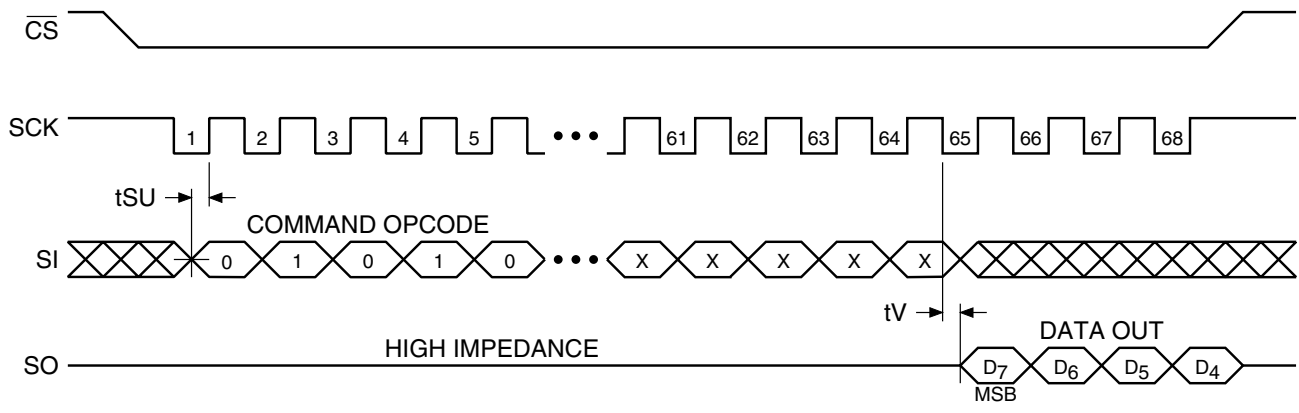 CS
SCK 1 2 3 4 5 ••• 61 62 63 64 65 66 67 68
tSU
COMMAND OPCODE
SI 0 1 0 1 0 ••• X X X X X
tV
DATA OUT
HIGH IMPEDANCE
SO D7 D6 D5 D4
MSB